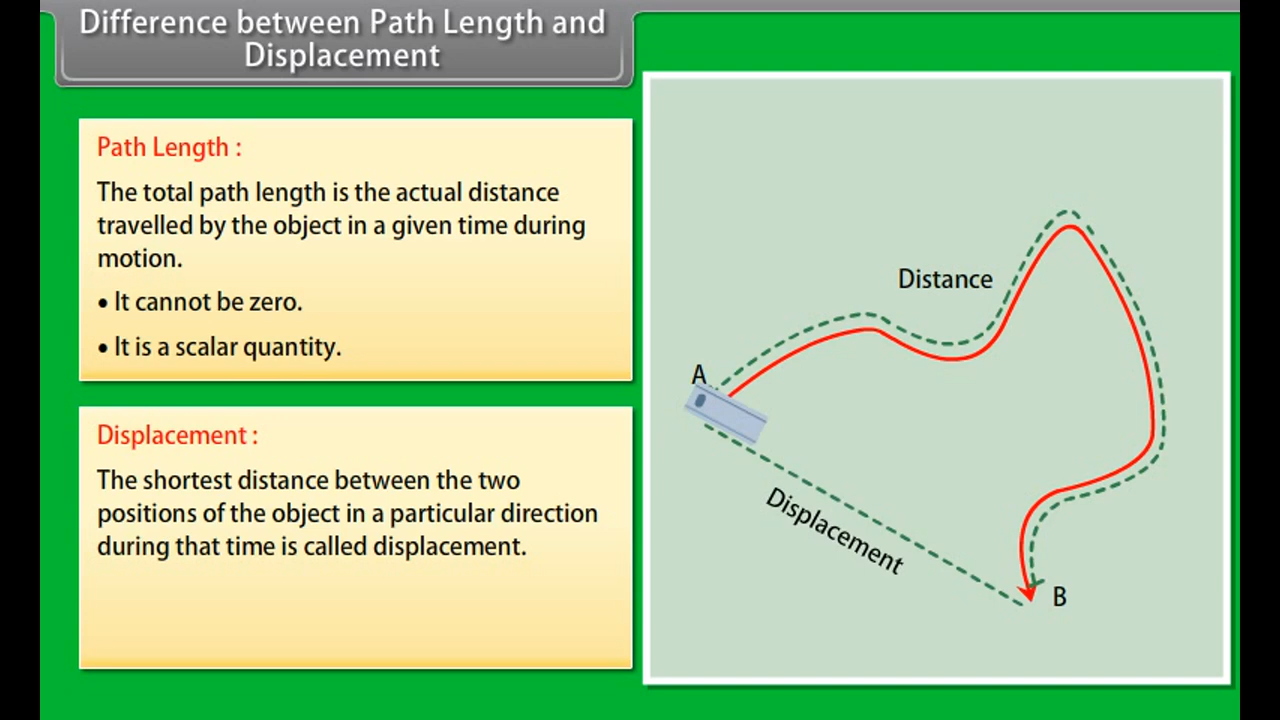 Difference between Path Length and
Displacement
Path Length :
The total path length is the actual distance
travelled by the object in a given time during
motion.
• It cannot be zero.
• It is a scalar quantity.
Displacement :
The shortest distance between the two
positions of the object in a particular direction
during that time is called displacement.
Distance
A
Displacement
B